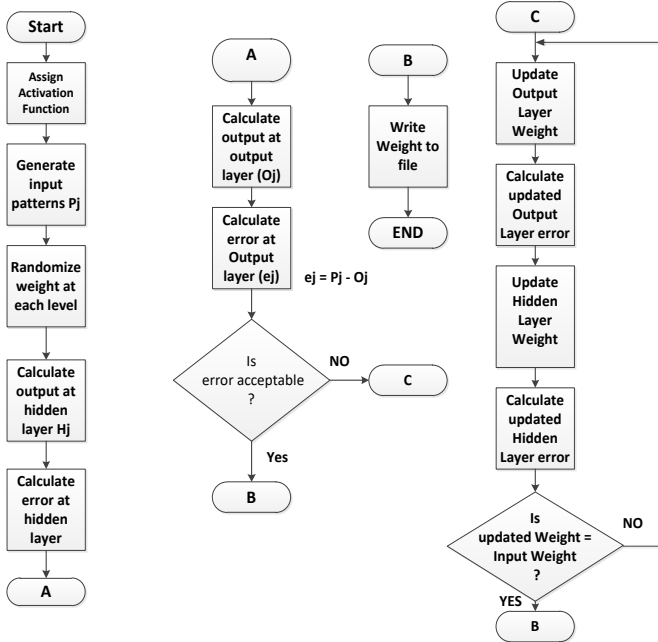 Start
Assign
Activation
Function
Generate
input
patterns Pj
Randomize
weight at
each level
Calculate
output at
hidden
layer Hj
Calculate
error at
hidden
layer
A
A
Calculate
output at
output
layer (Oj)
Calculate
error at
Output
layer (ej)
ej = Pj - Oj
Is
error acceptable
?
NO
C
Yes
B
B
Write
Weight to
file
END
C
Update
Output
Layer
Weight
Calculate
updated
Output
Layer error
Update
Hidden
Layer
Weight
Calculate
updated
Hidden
Layer error
Is
updated Weight =
Input Weight
?
NO
YES
B